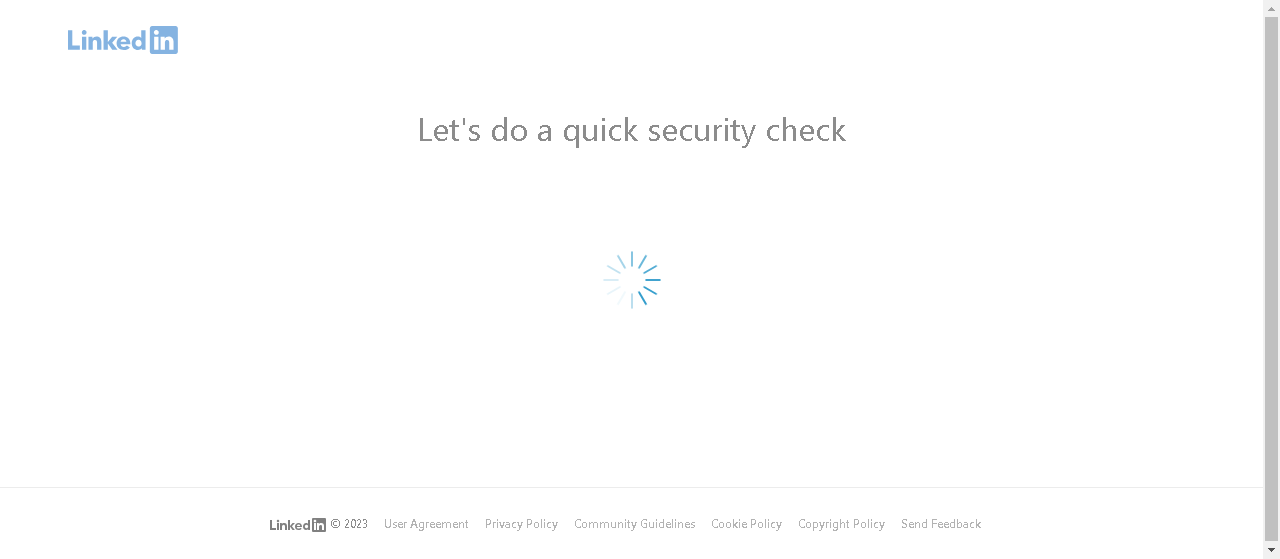 LinkedIn
Let's do a quick security check
LinkedIn © 2023 User Agreement Privacy Policy Community Guidelines Cookie Policy Copyright Policy Send Feedback